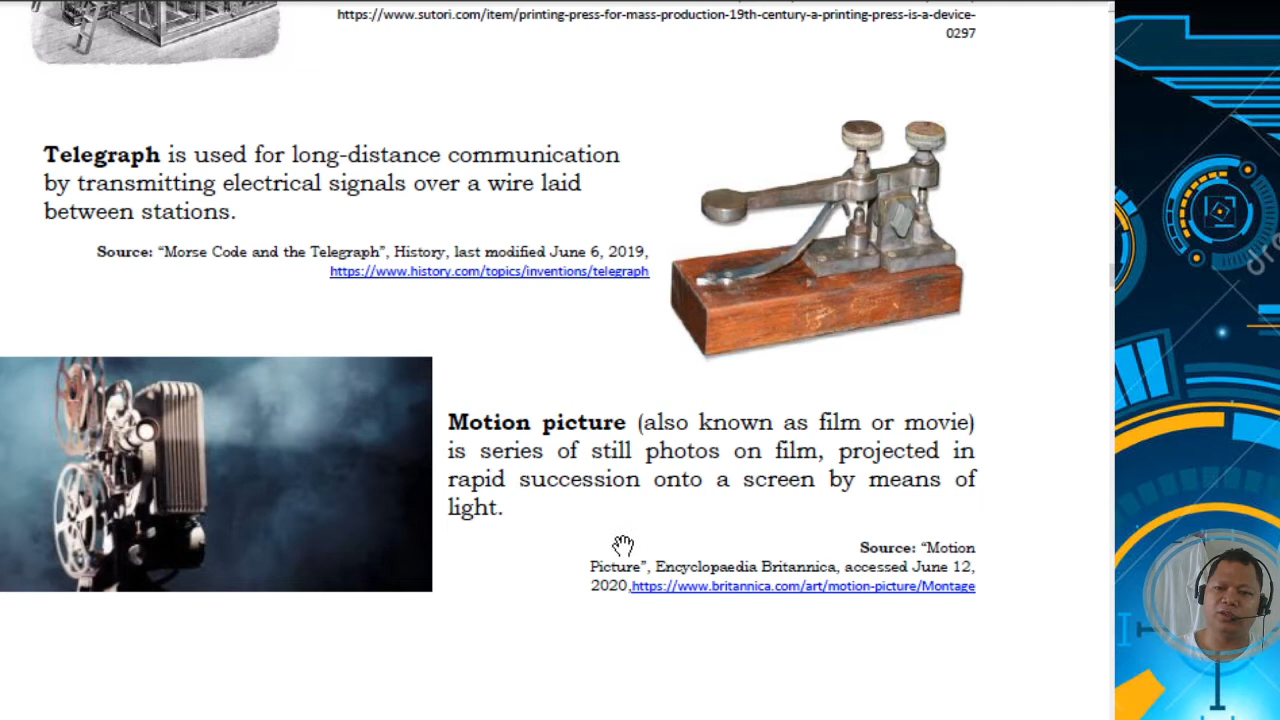 https://www.sutori.com/item/printing-press-for-mass-production-19th-century-a-printing-press-is-a-device-
0297
Telegraph is used for long-distance communication
by transmitting electrical signals over a wire laid
between stations.
Source: “Morse Code and the Telegraph”, History, last modified June 6, 2019,
https://www.history.com/topics/inventions/telegraph
Motion picture (also known as film or movie)
is series of still photos on film, projected in
rapid succession onto a screen by means of
light.
Source: “Motion
Picture”, Encyclopaedia Britannica, accessed June 12,
2020,https://www.britannica.com/art/motion-picture/Montage